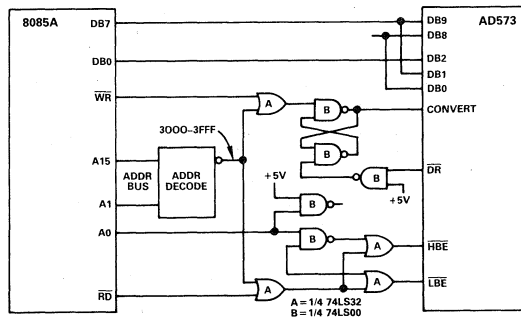 8085A
AD573
DB7
DB9
DB8
DB0
DB2
DB1
DB0
WR
A
B
CONVERT
3000–3FFF
B
A15
ADDR BUS
ADDR DECODE
B
DR
+5V
+5V
A1
B
A0
B
A
HBE
RD
A
A
LBE
A = 1/4 74LS32
B = 1/4 74LS00